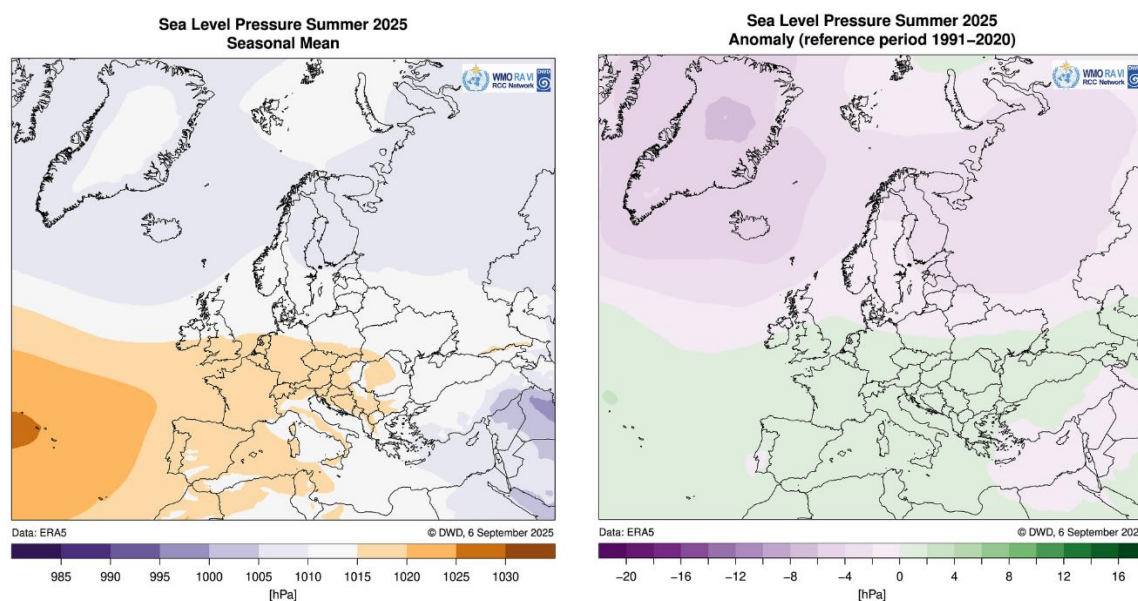 Sea Level Pressure Summer 2025
Seasonal Mean
WMO RA VI
RCC Network
DWD
Data: ERA5
© DWD, 6 September 2025
985 990 995 1000 1005 1010 1015 1020 1025 1030
[hPa]
Sea Level Pressure Summer 2025
Anomaly (reference period 1991–2020)
WMO RA VI
RCC Network
DWD
Data: ERA5
© DWD, 6 September 202
−20 −16 −12 −8 −4 0 4 8 12 16
[hPa]